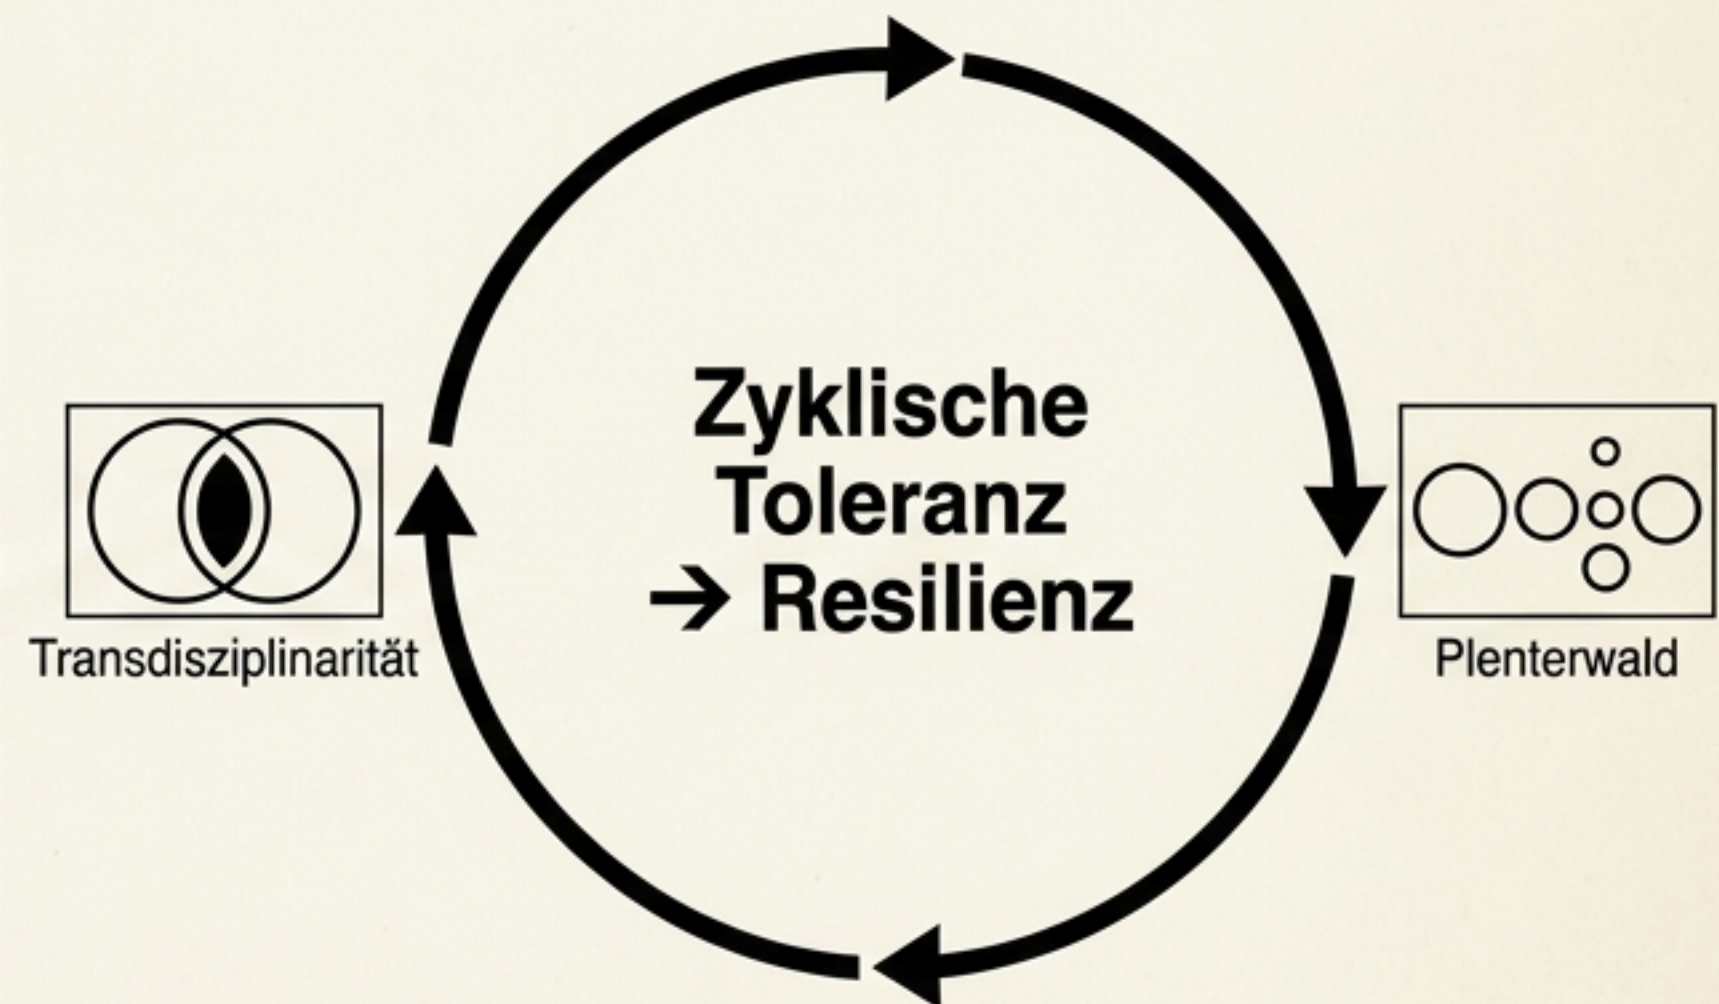 Zyklische
Toleranz
→ Resilienz
Transdisziplinarität
Plenterwald